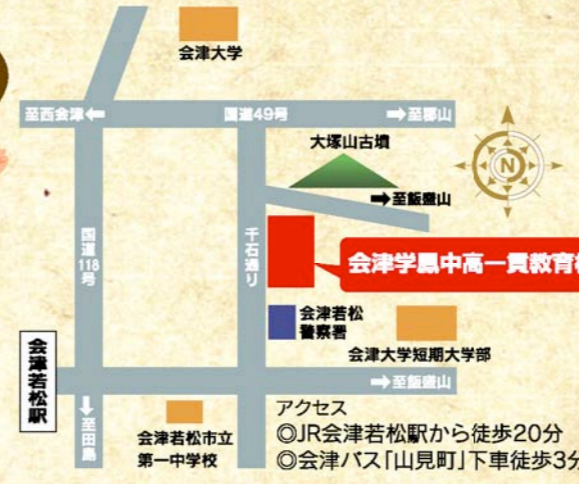 会津大学
至西会津←
国道49号
→至郡山
大塚山古墳
N
→至飯盛山
国道118号
千石通り
会津学鳳中高一貫教育校
会津若松
警察署
会津大学短期大学部
会津若松駅
→至飯盛山
↓至田島
会津若松市立
第一中学校
アクセス
◎JR会津若松駅から徒歩20分
◎会津バス「山見町」下車徒歩3分